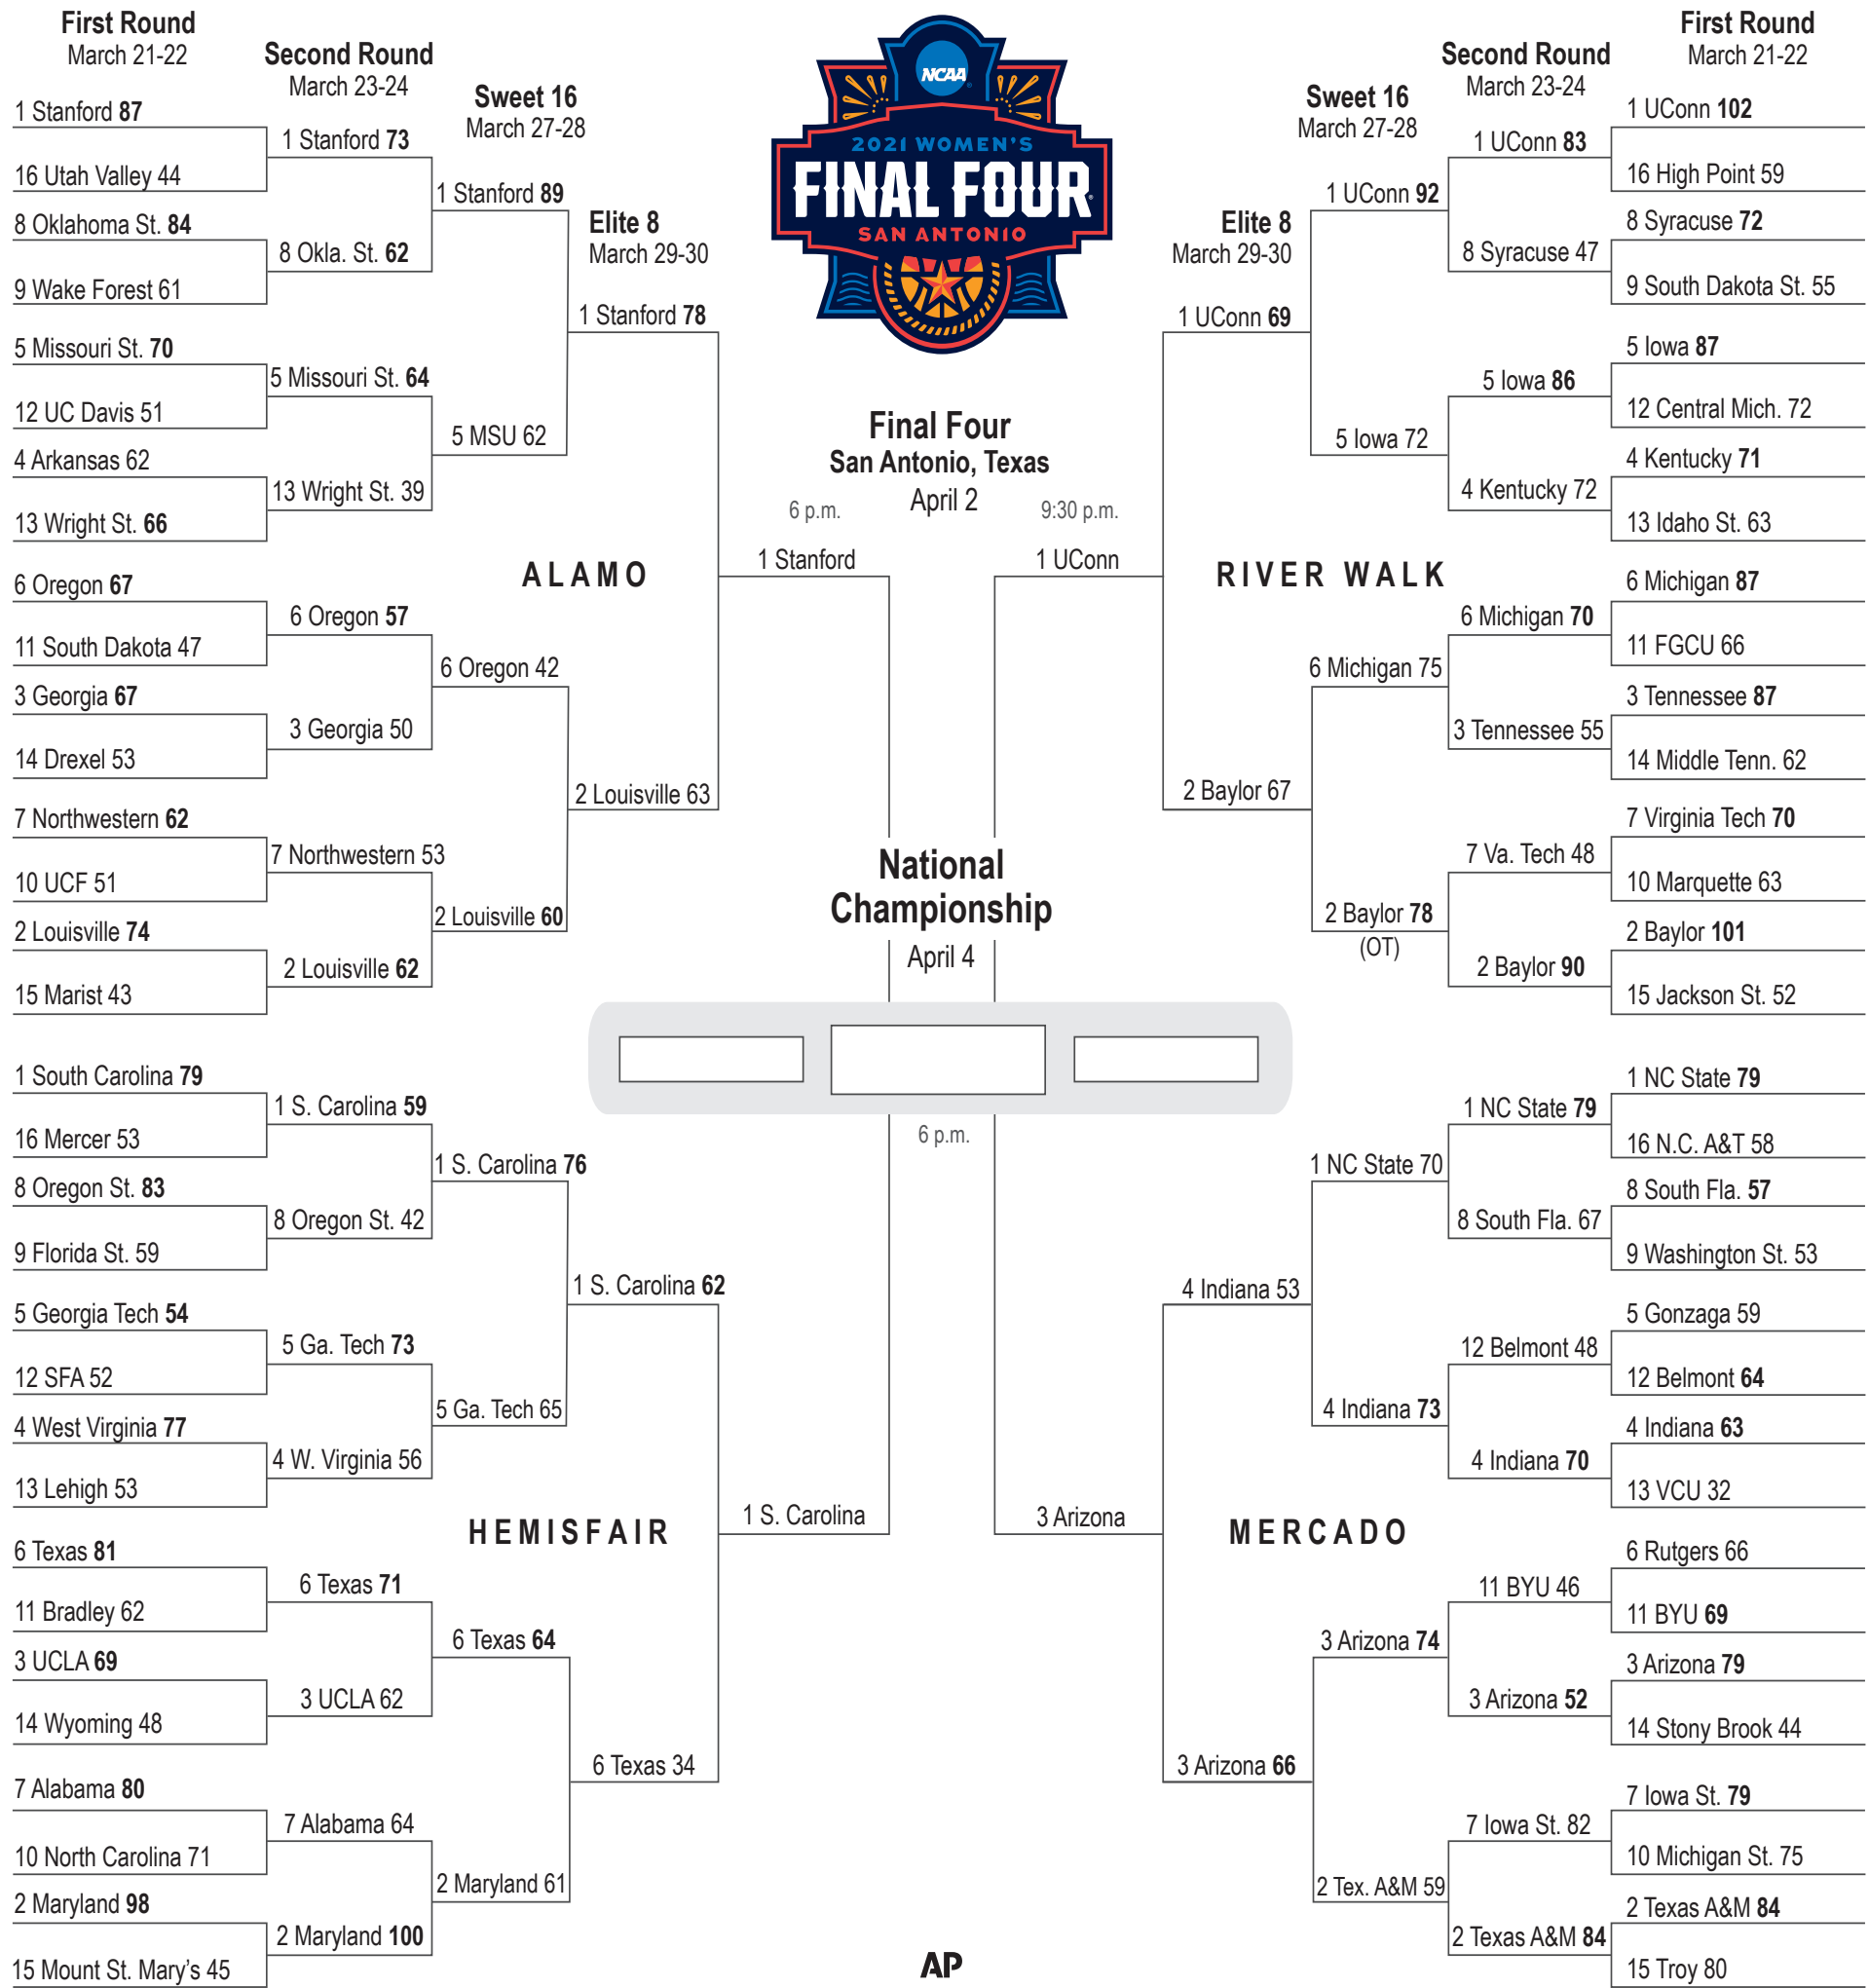 First Round
March 21-22
Second Round
March 23-24
Sweet 16
March 27-28
Elite 8
March 29-30
1 Stanford 87
16 Utah Valley 44
8 Oklahoma St. 84
9 Wake Forest 61
5 Missouri St. 70
12 UC Davis 51
4 Arkansas 62
13 Wright St. 66
6 Oregon 67
11 South Dakota 47
3 Georgia 67
14 Drexel 53
7 Northwestern 62
10 UCF 51
2 Louisville 74
15 Marist 43
1 Stanford 73
8 Okla. St. 62
5 Missouri St. 64
13 Wright St. 39
6 Oregon 57
3 Georgia 50
7 Northwestern 53
2 Louisville 62
1 Stanford 89
5 MSU 62
6 Oregon 42
2 Louisville 60
1 Stanford 78
2 Louisville 63
ALAMO
1 Stanford
1 South Carolina 79
16 Mercer 53
8 Oregon St. 83
9 Florida St. 59
5 Georgia Tech 54
12 SFA 52
4 West Virginia 77
13 Lehigh 53
6 Texas 81
11 Bradley 62
3 UCLA 69
14 Wyoming 48
7 Alabama 80
10 North Carolina 71
2 Maryland 98
15 Mount St. Mary's 45
1 S. Carolina 59
8 Oregon St. 42
5 Ga. Tech 73
4 W. Virginia 56
6 Texas 71
3 UCLA 62
7 Alabama 64
2 Maryland 100
1 S. Carolina 76
5 Ga. Tech 65
6 Texas 64
2 Maryland 61
1 S. Carolina 62
6 Texas 34
HEMISFAIR
1 S. Carolina
NCAA
2021 WOMEN'S
FINAL FOUR
SAN ANTONIO
Final Four
San Antonio, Texas
April 2
6 p.m.
9:30 p.m.
National
Championship
April 4
6 p.m.
AP
First Round
March 21-22
Second Round
March 23-24
Sweet 16
March 27-28
Elite 8
March 29-30
1 UConn 102
16 High Point 59
8 Syracuse 72
9 South Dakota St. 55
5 Iowa 87
12 Central Mich. 72
4 Kentucky 71
13 Idaho St. 63
6 Michigan 87
11 FGCU 66
3 Tennessee 87
14 Middle Tenn. 62
7 Virginia Tech 70
10 Marquette 63
2 Baylor 101
15 Jackson St. 52
1 UConn 83
8 Syracuse 47
5 Iowa 86
4 Kentucky 72
6 Michigan 70
3 Tennessee 55
7 Va. Tech 48
2 Baylor 90
1 UConn 92
5 Iowa 72
6 Michigan 75
2 Baylor 78
(OT)
1 UConn 69
2 Baylor 67
RIVER WALK
1 UConn
1 NC State 79
16 N.C. A&T 58
8 South Fla. 57
9 Washington St. 53
5 Gonzaga 59
12 Belmont 64
4 Indiana 63
13 VCU 32
6 Rutgers 66
11 BYU 69
3 Arizona 79
14 Stony Brook 44
7 Iowa St. 79
10 Michigan St. 75
2 Texas A&M 84
15 Troy 80
1 NC State 79
8 South Fla. 67
12 Belmont 48
4 Indiana 70
11 BYU 46
3 Arizona 52
7 Iowa St. 82
2 Texas A&M 84
1 NC State 70
4 Indiana 73
3 Arizona 74
2 Tex. A&M 59
4 Indiana 53
3 Arizona 66
MERCADO
3 Arizona